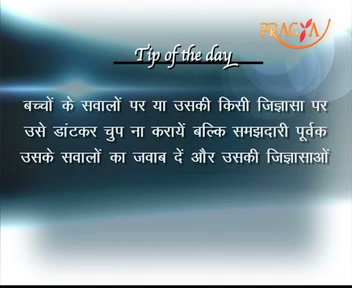 PRAGYA
Tip of the day
बच्चों के सवालों पर या उसकी किसी जिज्ञासा पर
उसे डांटकर चुप ना करायें बल्कि समझदारी पूर्वक
उसके सवालों का जवाब दें और उसकी जिज्ञासाओं